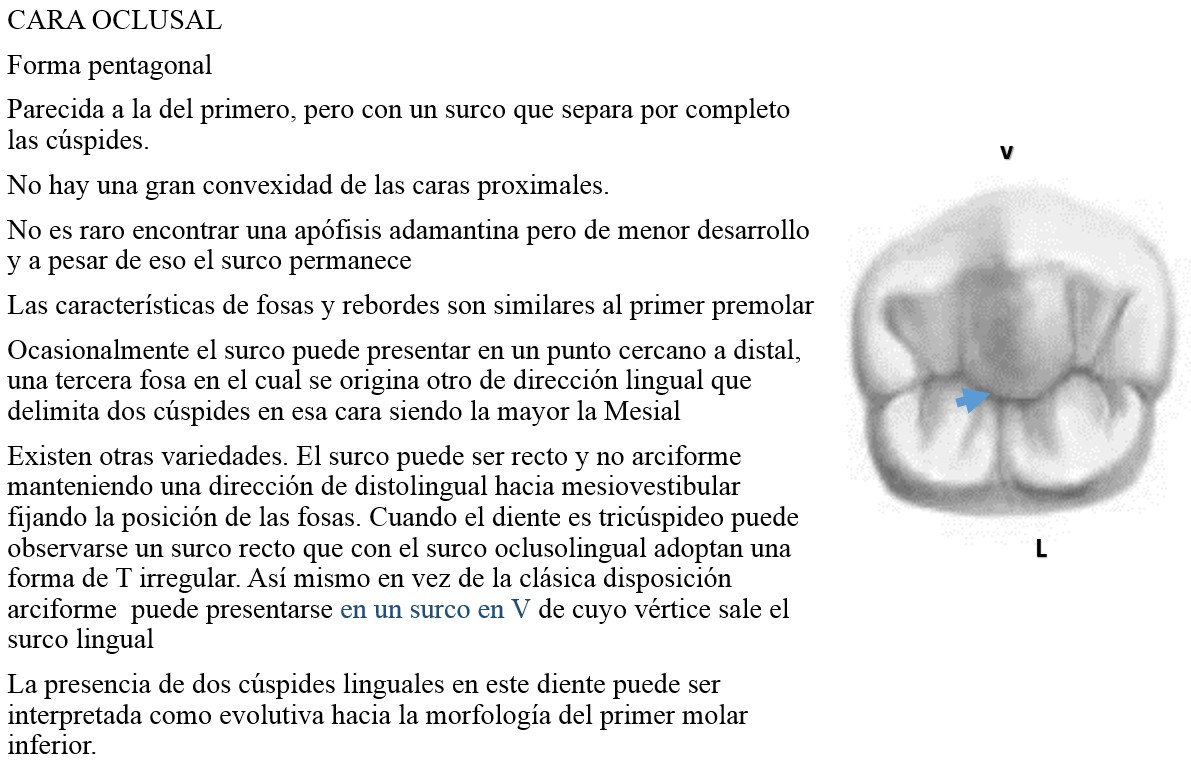 CARA OCLUSAL
Forma pentagonal
Parecida a la del primero, pero con un surco que separa por completo
las cúspides.
No hay una gran convexidad de las caras proximales.
No es raro encontrar una apófisis adamantina pero de menor desarrollo
y a pesar de eso el surco permanece
Las características de fosas y rebordes son similares al primer premolar
Ocasionalmente el surco puede presentar en un punto cercano a distal,
una tercera fosa en el cual se origina otro de dirección lingual que
delimita dos cúspides en esa cara siendo la mayor la Mesial
Existen otras variedades. El surco puede ser recto y no arciforme
manteniendo una dirección de distolingual hacia mesiovestibular
fijando la posición de las fosas. Cuando el diente es tricúspideo puede
observarse un surco recto que con el surco oclusolingual adoptan una
forma de T irregular. Así mismo en vez de la clásica disposición
arciforme  puede presentarse en un surco en V de cuyo vértice sale el
surco lingual
La presencia de dos cúspides linguales en este diente puede ser
interpretada como evolutiva hacia la morfología del primer molar
inferior.
v
L